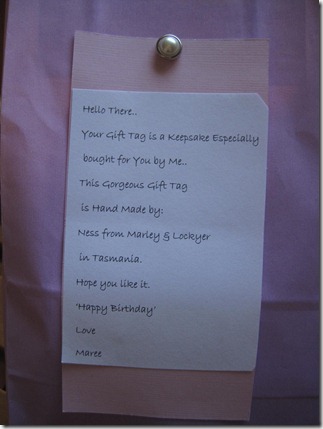 Hello There..
Your Gift Tag is a Keepsake Especially
bought for You by Me..
This Gorgeous Gift Tag
is Hand Made by:
Ness from Marley & Lockyer
in Tasmania.
Hope you like it.
'Happy Birthday'
Love
Maree